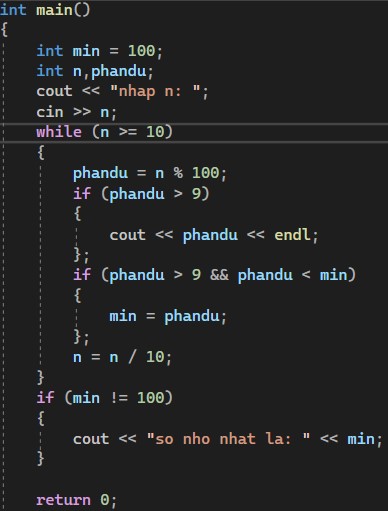 int main()
{
    int min = 100;
    int n,phandu;
    cout << "nhap n: ";
    cin >> n;
    while (n >= 10)
    {
        phandu = n % 100;
        if (phandu > 9)
        {
            cout << phandu << endl;
        };
        if (phandu > 9 && phandu < min)
        {
            min = phandu;
        };
        n = n / 10;
    }
    if (min != 100)
    {
        cout << "so nho nhat la: " << min;
    }

    return 0;